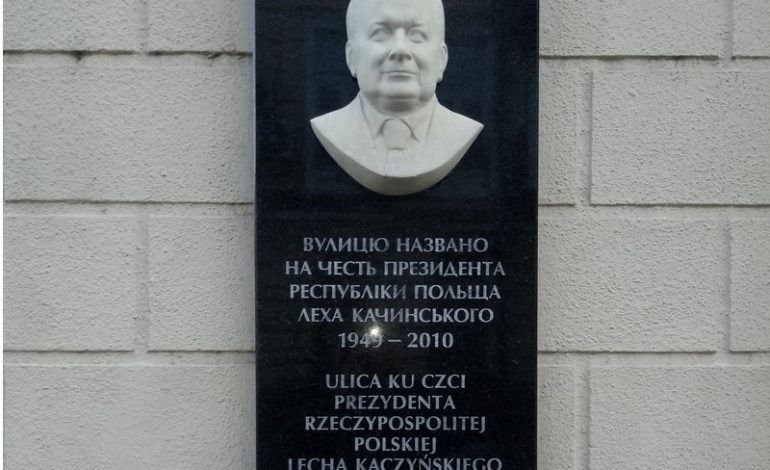 ВУЛИЦЮ НАЗВАНО
НА ЧЕСТЬ ПРЕЗИДЕНТА
РЕСПУБЛІКИ ПОЛЬЩА
ЛЕХА КАЧИНСЬКОГО
1949 – 2010
ULICA KU CZCI
PREZYDENTA
RZECZYPOSPOLITEJ
POLSKIEJ
LECHA KACZYŃSKIEGO